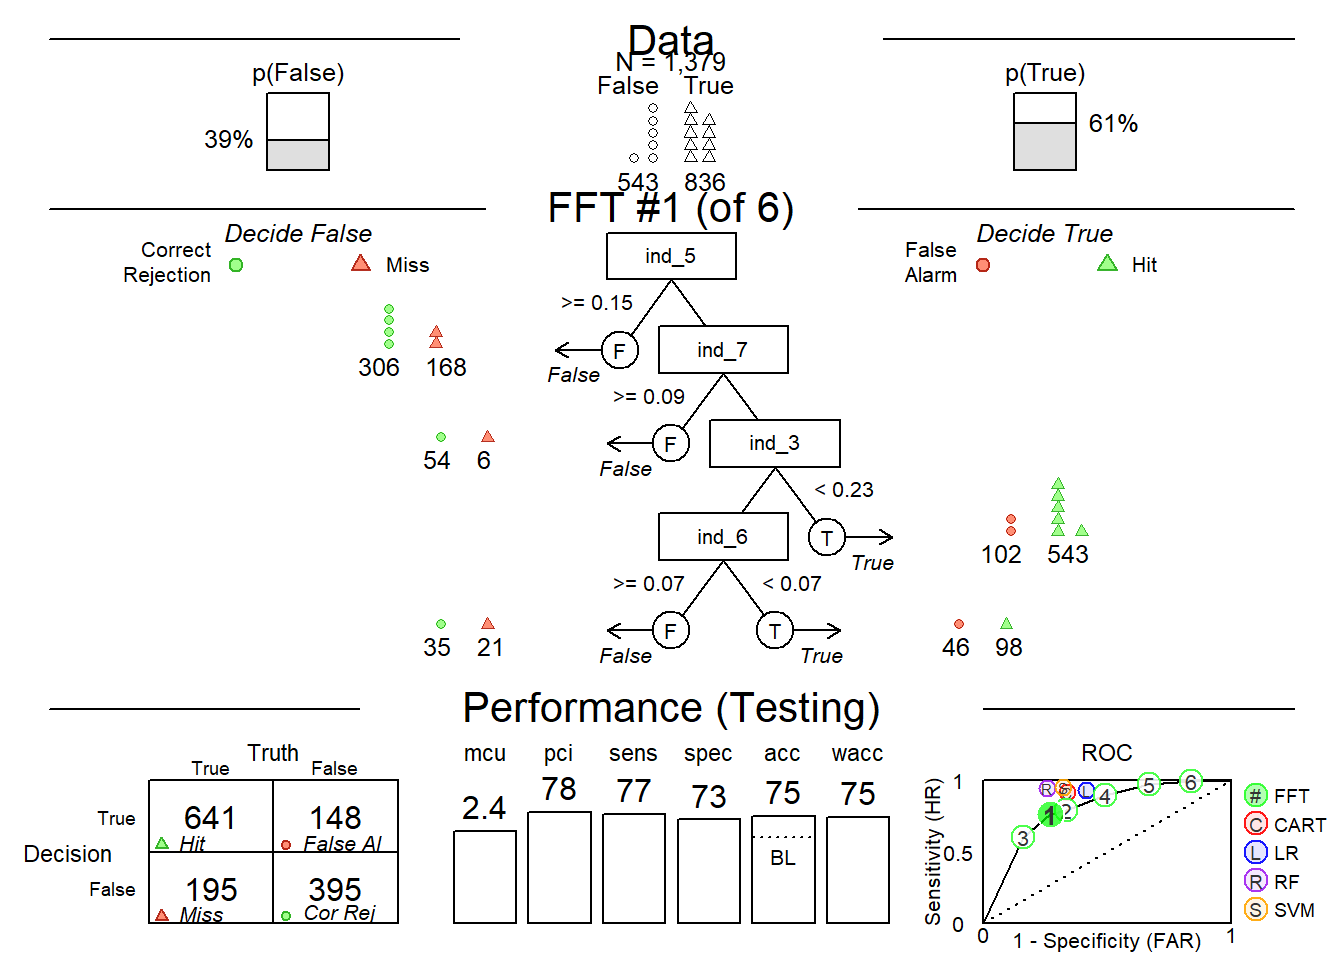 Data
N = 1,379
p(False)
False True
p(True)
39%
61%
543 836
FFT #1 (of 6)
Decide False
Decide True
Correct
Rejection
Miss
False
Alarm
Hit
ind_5
>= 0.15
F
False
306 168
ind_7
>= 0.09
F
False
54 6
ind_3
< 0.23
T
True
102 543
ind_6
>= 0.07
< 0.07
F
T
False
True
35 21
46 98
Performance (Testing)
Truth
True False
True
641
Hit
148
False Al
Decision
False
195
Miss
395
Cor Rej
mcu pci sens spec acc wacc
2.4 78 77 73 75 75
BL
ROC
Sensitivity (HR)
1
0.5
0
0
1
1 - Specificity (FAR)
R S L
1 2 3 4 5 6
# FFT
C CART
L LR
R RF
S SVM